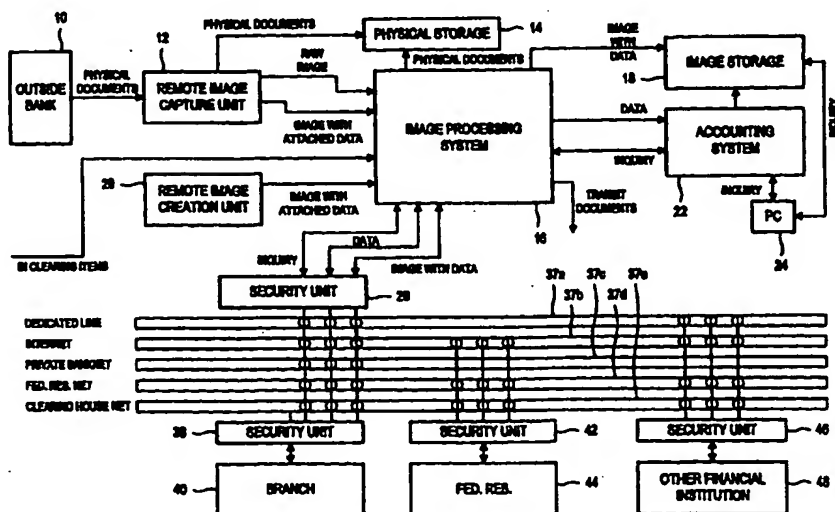 10
OUTSIDE
BANK
PHYSICAL
DOCUMENTS
12
REMOTE IMAGE
CAPTURE UNIT
PHYSICAL DOCUMENTS
PHYSICAL STORAGE
14
RAW
IMAGE
IMAGE WITH
ATTACHED DATA
PHYSICAL DOCUMENTS
IMAGE
WITH
DATA
18
IMAGE STORAGE
INQUIRY
IMAGE PROCESSING
SYSTEM
16
DATA
INQUIRY
ACCOUNTING
SYSTEM
22
INQUIRY
PC
24
TRANSIT
DOCUMENTS
REMOTE IMAGE
CREATION UNIT
IMAGE WITH
ATTACHED DATA
IN CLEARING ITEMS
INQUIRY
DATA
IMAGE WITH DATA
SECURITY UNIT
37a
37b
37c
37d
37e
DEDICATED LINE
INTERNET
PRIVATE BANKNET
FED. RES. NET
CLEARING HOUSE NET
38
SECURITY UNIT
40
BRANCH
SECURITY UNIT
42
FED. RES.
44
SECURITY UNIT
46
OTHER FINANCIAL
INSTITUTION
48